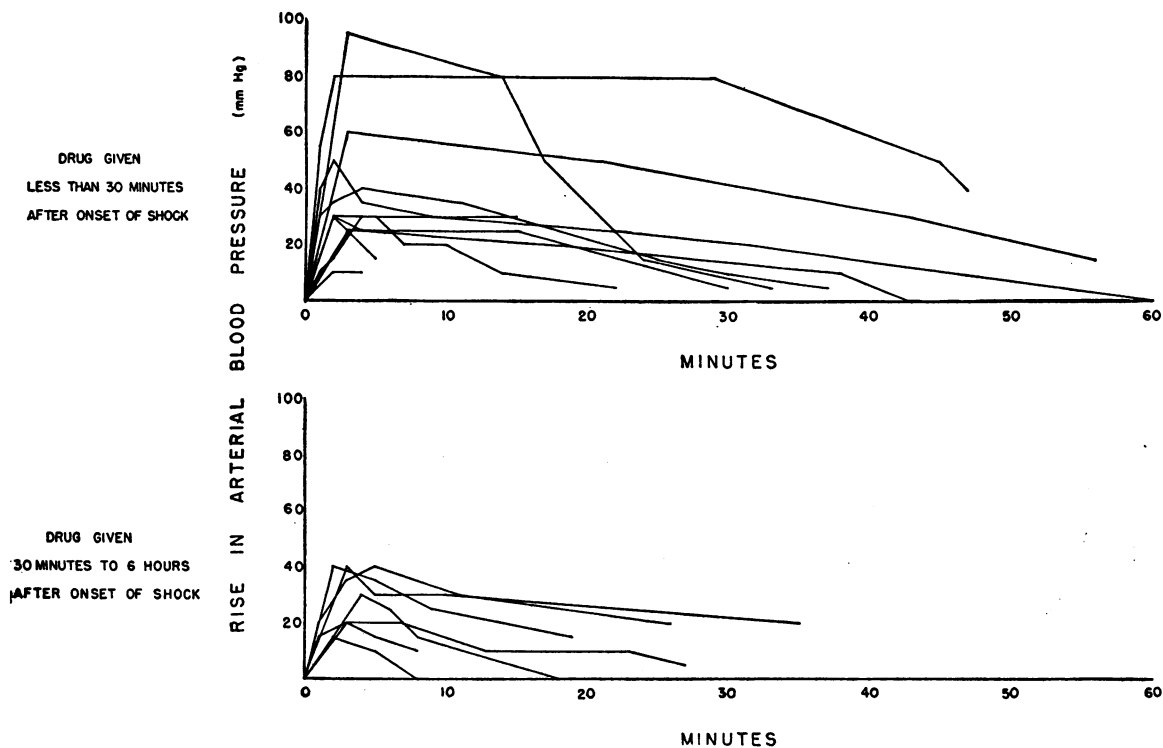 DRUG GIVEN
LESS THAN 30 MINUTES
AFTER ONSET OF SHOCK
RISE IN ARTERIAL BLOOD PRESSURE (mm Hg)
100
80
60
40
20
0 10 20 30 40 50 60
MINUTES
DRUG GIVEN
30 MINUTES TO 6 HOURS
AFTER ONSET OF SHOCK
100
80
60
40
20
0 10 20 30 40 50 60
MINUTES